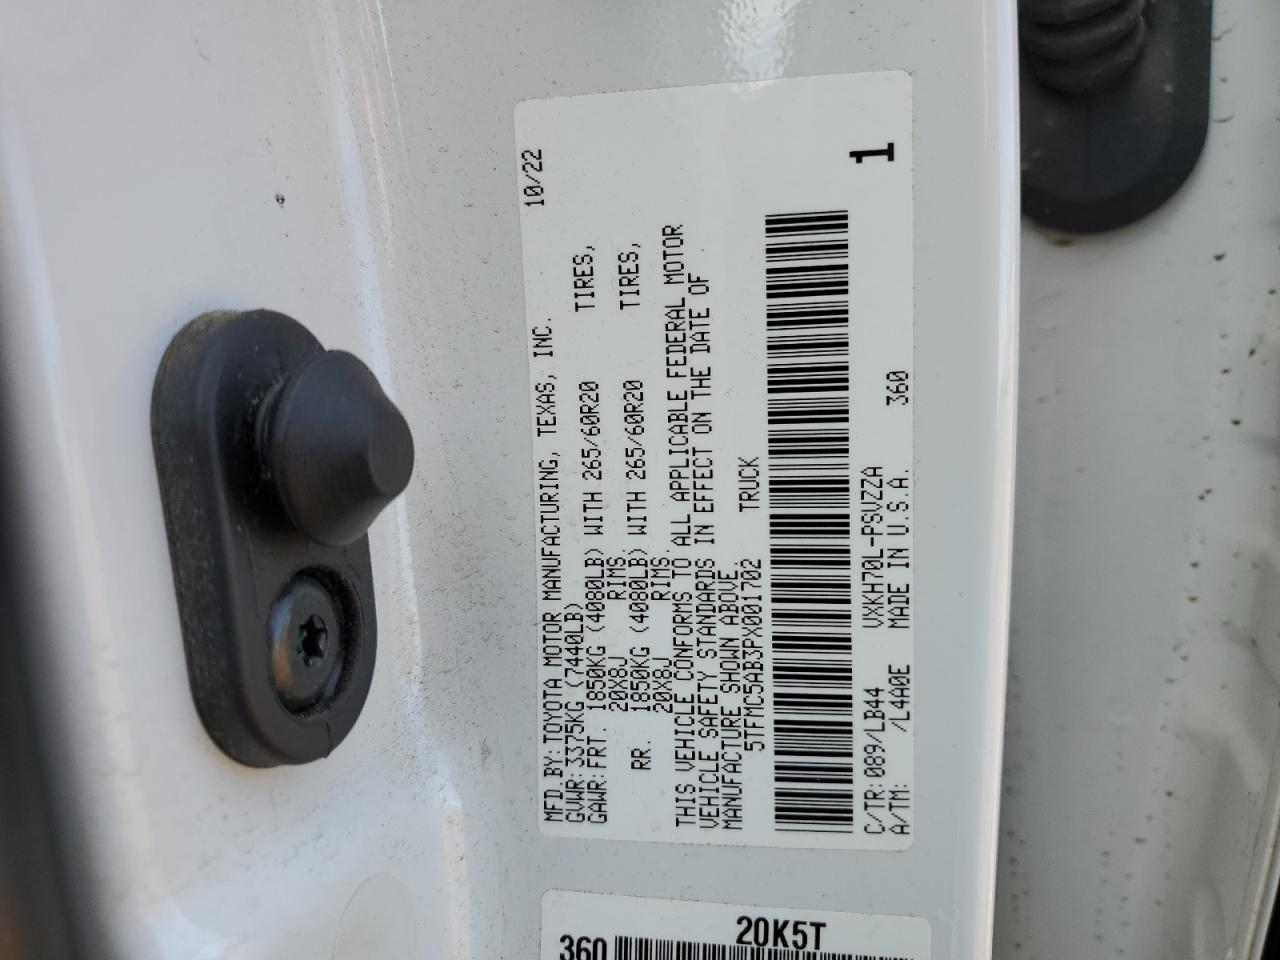 MFD.BY:TOYOTA MOTOR MANUFACTURING, TEXAS, INC. 10/22
GVWR:3375KG (7440LB)
GAWR:FRT. 1850KG (4080LB) WITH 265/60R20 TIRES,
20X8J RIMS.
RR. 1850KG (4080LB) WITH 265/60R20 TIRES,
20X8J RIMS.
THIS VEHICLE CONFORMS TO ALL APPLICABLE FEDERAL MOTOR
VEHICLE SAFETY STANDARDS IN EFFECT ON THE DATE OF
MANUFACTURE SHOWN ABOVE.
5TFMC5AB3PX001702 TRUCK
1
C/TR:089/LB44 VXKH70L-PSVZZA 360
A/TM: /L4A0E MADE IN U.S.A.
20K5T
360